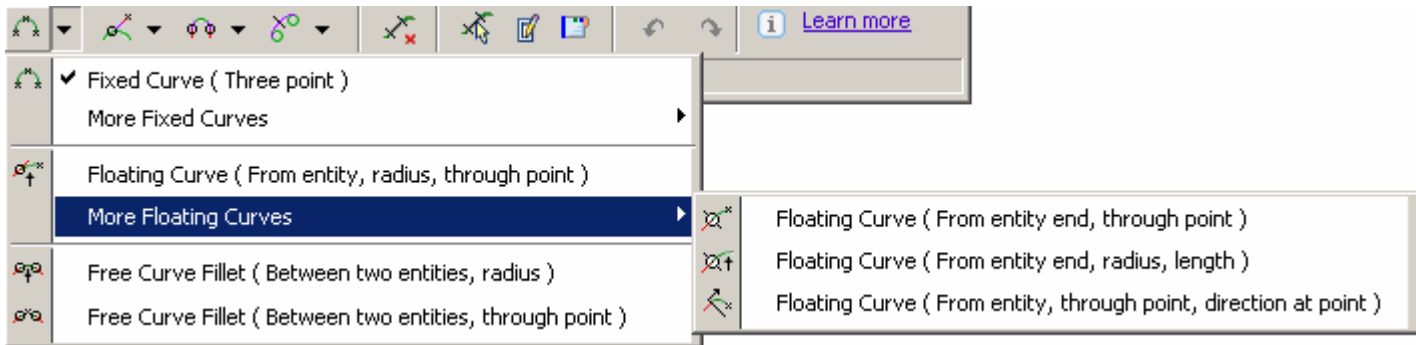 Learn more
Fixed Curve ( Three point )
More Fixed Curves
Floating Curve ( From entity, radius, through point )
More Floating Curves
Floating Curve ( From entity end, through point )
Floating Curve ( From entity end, radius, length )
Floating Curve ( From entity, through point, direction at point )
Free Curve Fillet ( Between two entities, radius )
Free Curve Fillet ( Between two entities, through point )